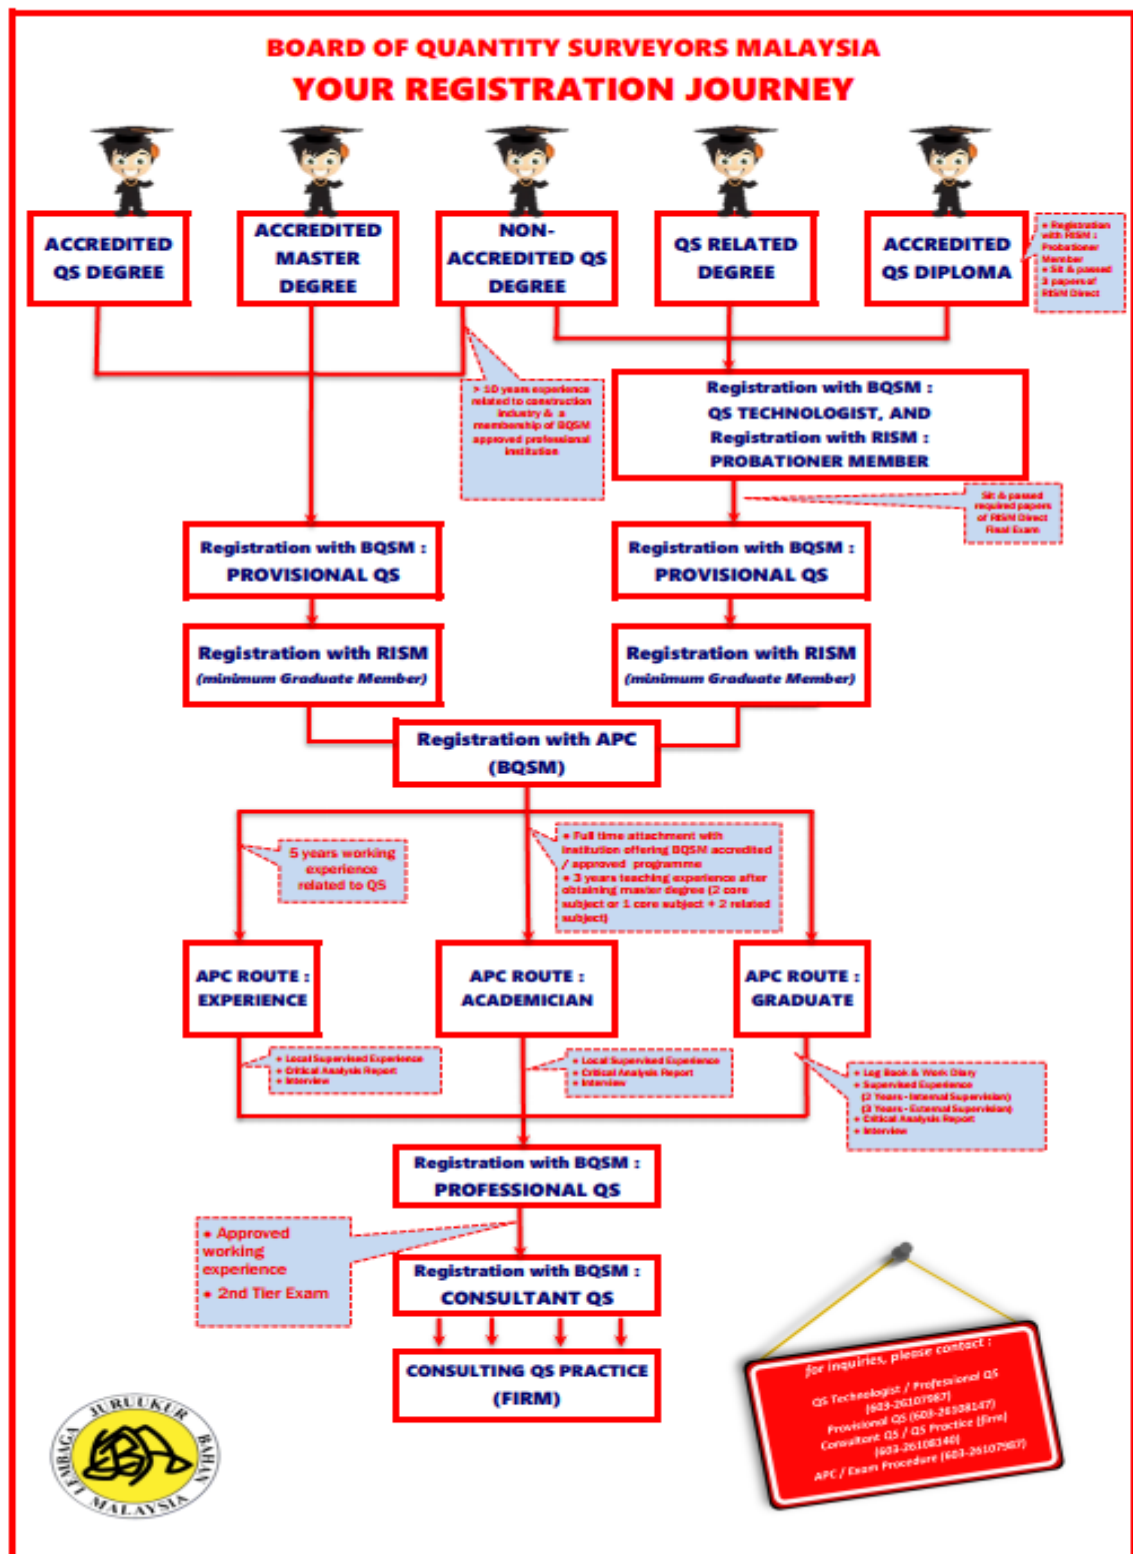 BOARD OF QUANTITY SURVEYORS MALAYSIA
YOUR REGISTRATION JOURNEY
ACCREDITED
QS DEGREE
ACCREDITED
MASTER
DEGREE
NON-
ACCREDITED QS
DEGREE
QS RELATED
DEGREE
ACCREDITED
QS DIPLOMA
• Registration
with RISM :
Probationer
Member
• Sit & passed
3 papers of
RISM Direct
> 10 years experience
related to construction
industry & a
membership of BQSM
approved professional
institution
Registration with BQSM :
QS TECHNOLOGIST, AND
Registration with RISM :
PROBATIONER MEMBER
Sit & passed
required papers
of RISM Direct
Final Exam
Registration with BQSM :
PROVISIONAL QS
Registration with BQSM :
PROVISIONAL QS
Registration with RISM
(minimum Graduate Member)
Registration with RISM
(minimum Graduate Member)
Registration with APC
(BQSM)
5 years working
experience
related to QS
• Full time attachment with
institution offering BQSM accredited
/ approved programme
• 3 years teaching experience after
obtaining master degree (2 core
subject or 1 core subject + 2 related
subject)
APC ROUTE :
EXPERIENCE
APC ROUTE :
ACADEMICIAN
APC ROUTE :
GRADUATE
• Local Supervised Experience
• Critical Analysis Report
• Interview
• Local Supervised Experience
• Critical Analysis Report
• Interview
• Log Book & Work Diary
• Supervised Experience
(2 Years - Internal Supervision)
(3 Years - External Supervision)
• Critical Analysis Report
• Interview
Registration with BQSM :
PROFESSIONAL QS
• Approved
working
experience
• 2nd Tier Exam
Registration with BQSM :
CONSULTANT QS
CONSULTING QS PRACTICE
(FIRM)
for inquiries, please contact :
QS Technologist / Professional QS
(603-26107987)
Provisional QS (603-26108147)
Consultant QS / QS Practice (firm)
(603-26108140)
APC / Exam Procedure (603-26107987)
LEMBAGA JURUUKUR BAHAN
MALAYSIA